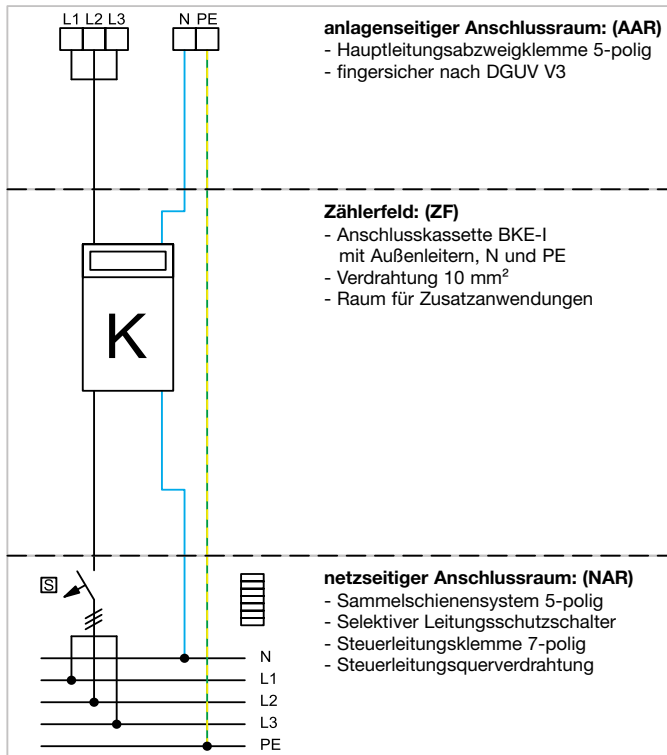 L1 L2 L3 N PE
anlagenseitiger Anschlussraum: (AAR)
- Hauptleitungsabzweigklemme 5-polig
- fingersicher nach DGUV V3
Zählerfeld: (ZF)
- Anschlusskassette BKE-I
mit Außenleitern, N und PE
- Verdrahtung 10 mm²
- Raum für Zusatzanwendungen
K
netzseitiger Anschlussraum: (NAR)
- Sammelschienensystem 5-polig
- Selektiver Leitungsschutzschalter
- Steuerleitungsklemme 7-polig
- Steuerleitungsquerverdrahtung
S
N
L1
L2
L3
PE